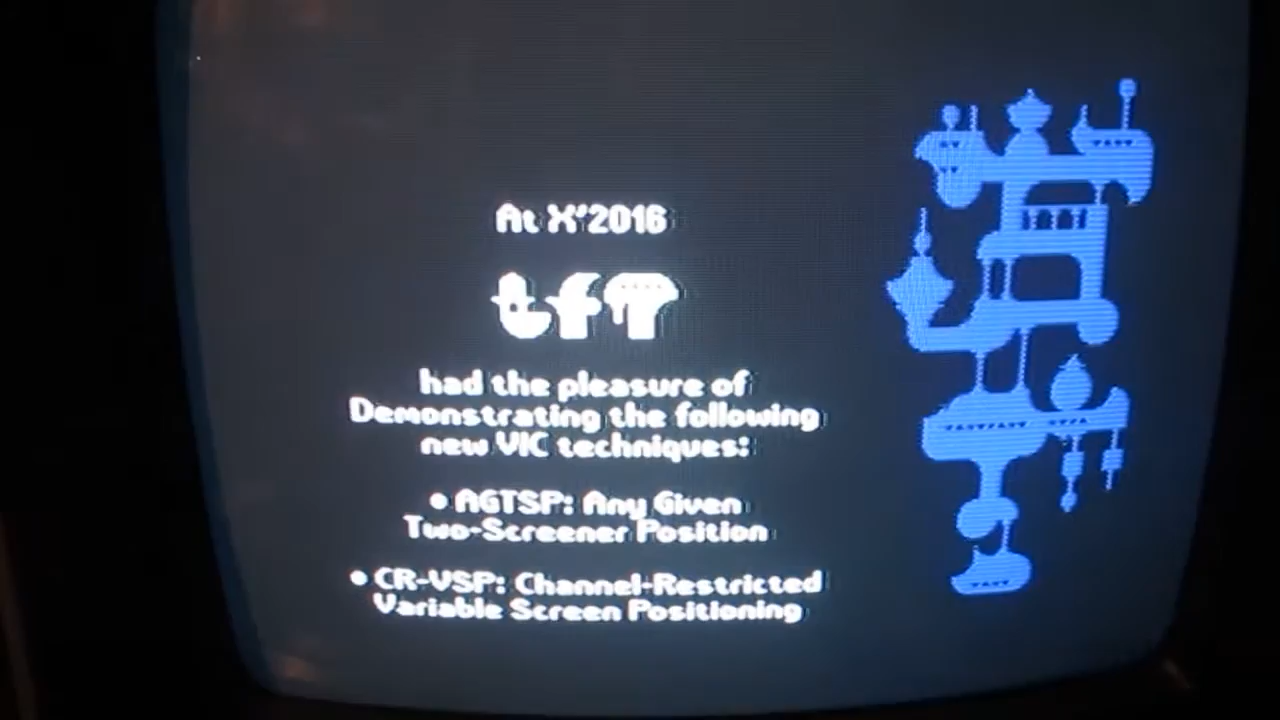 At X'2016
tfT
had the pleasure of
Demonstrating the following
new VIC techniques:
• AGTSP: Any Given
Two-Screener Position
• CR-VSP: Channel-Restricted
Variable Screen Positioning